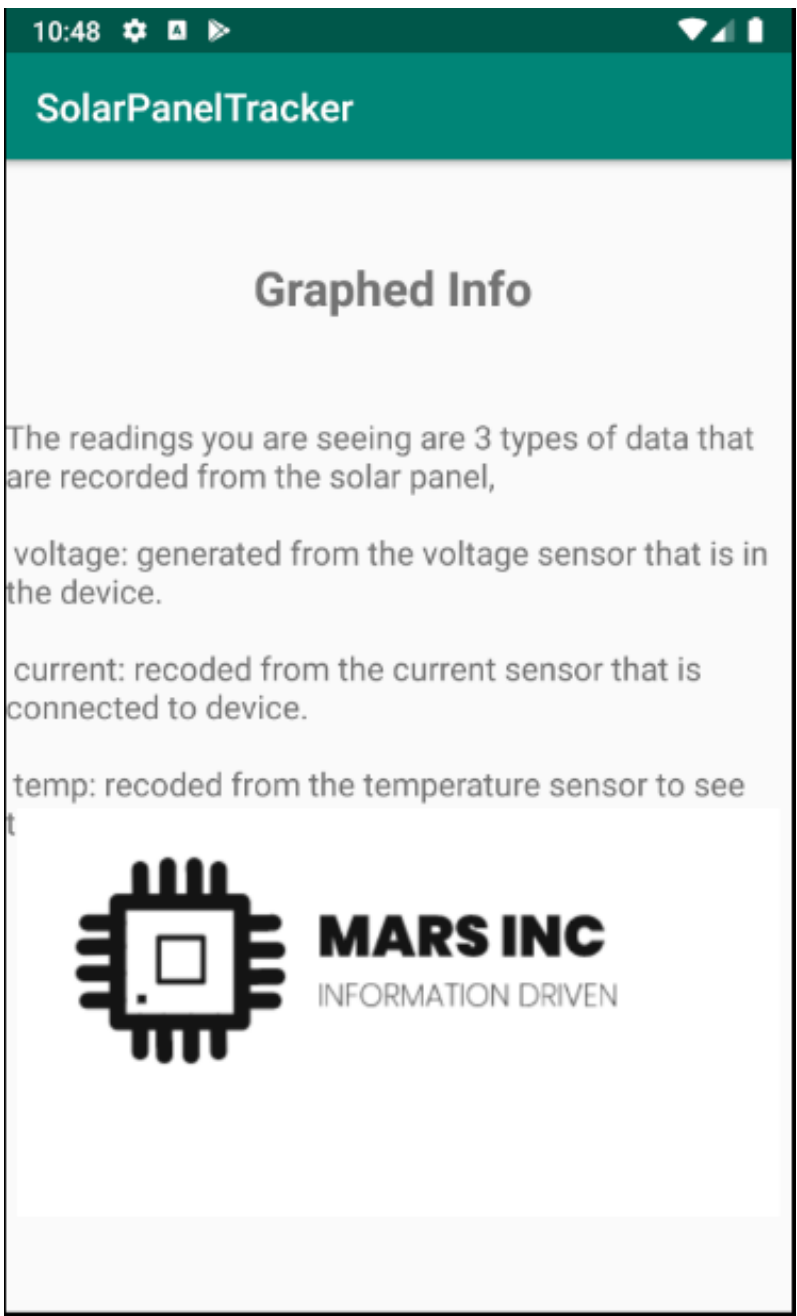 10:48
SolarPanelTracker
Graphed Info
The readings you are seeing are 3 types of data that
are recorded from the solar panel,
voltage: generated from the voltage sensor that is in
the device.
current: recoded from the current sensor that is
connected to device.
temp: recoded from the temperature sensor to see
t
MARS INC
INFORMATION DRIVEN